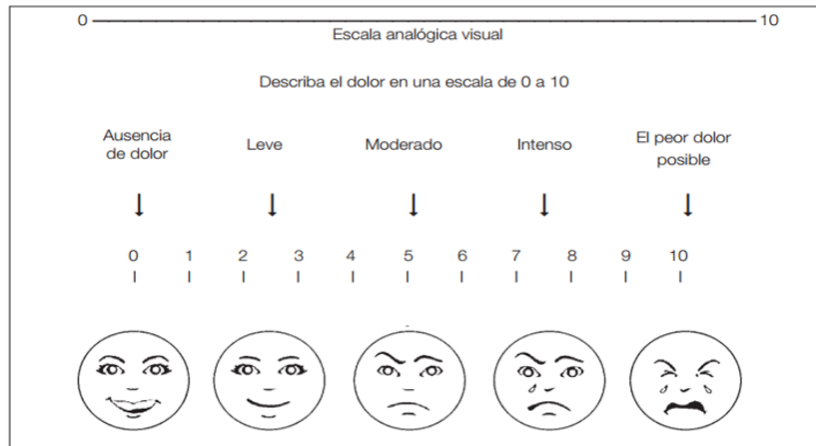 0 10
Escala analógica visual
Describa el dolor en una escala de 0 a 10
Ausencia
de dolor
Leve
Moderado
Intenso
El peor dolor
posible
0 1 2 3 4 5 6 7 8 9 10